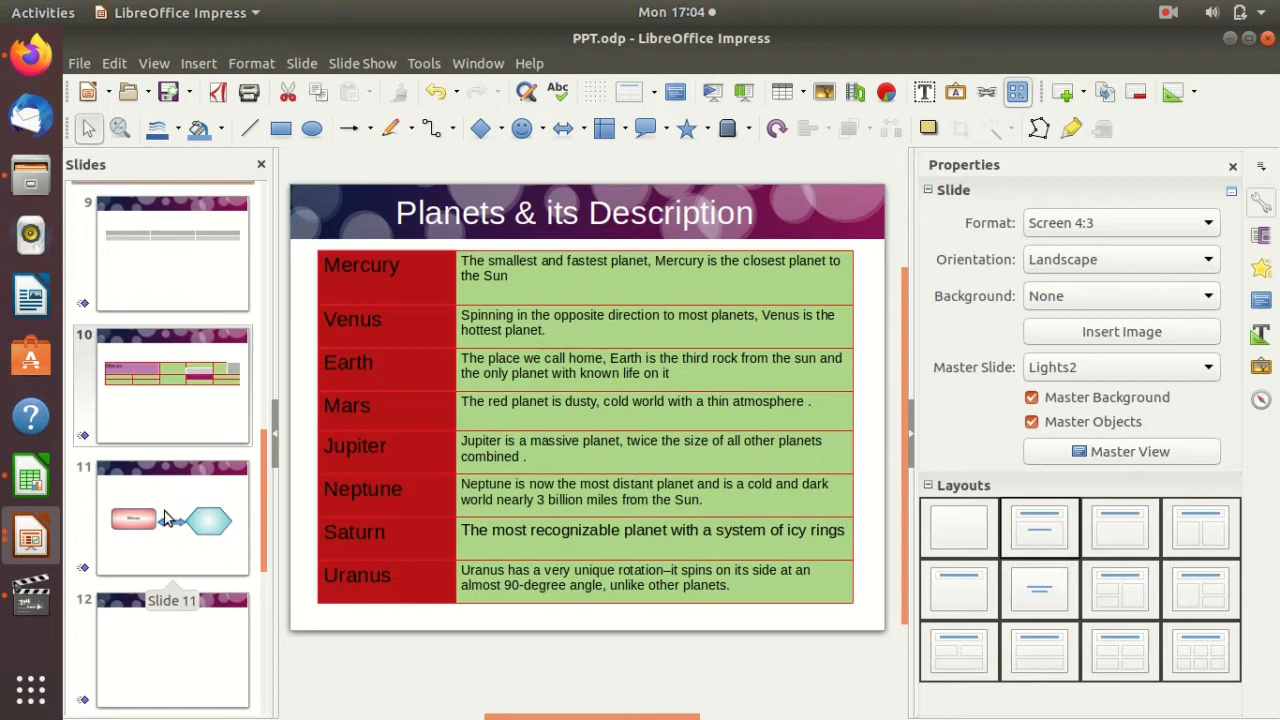 Activities
LibreOffice Impress
Mon 17:04
PPT.odp - LibreOffice Impress
File Edit View Insert Format Slide Slide Show Tools Window Help
Slides
9
10
11
Slide 11
12
Planets & its Description
Mercury
The smallest and fastest planet, Mercury is the closest planet to
the Sun
Venus
Spinning in the opposite direction to most planets, Venus is the
hottest planet.
Earth
The place we call home, Earth is the third rock from the sun and
the only planet with known life on it
Mars
The red planet is dusty, cold world with a thin atmosphere .
Jupiter
Jupiter is a massive planet, twice the size of all other planets
combined .
Neptune
Neptune is now the most distant planet and is a cold and dark
world nearly 3 billion miles from the Sun.
Saturn
The most recognizable planet with a system of icy rings
Uranus
Uranus has a very unique rotation–it spins on its side at an
almost 90-degree angle, unlike other planets.
Properties
Slide
Format: Screen 4:3
Orientation: Landscape
Background: None
Insert Image
Master Slide: Lights2
Master Background
Master Objects
Master View
Layouts